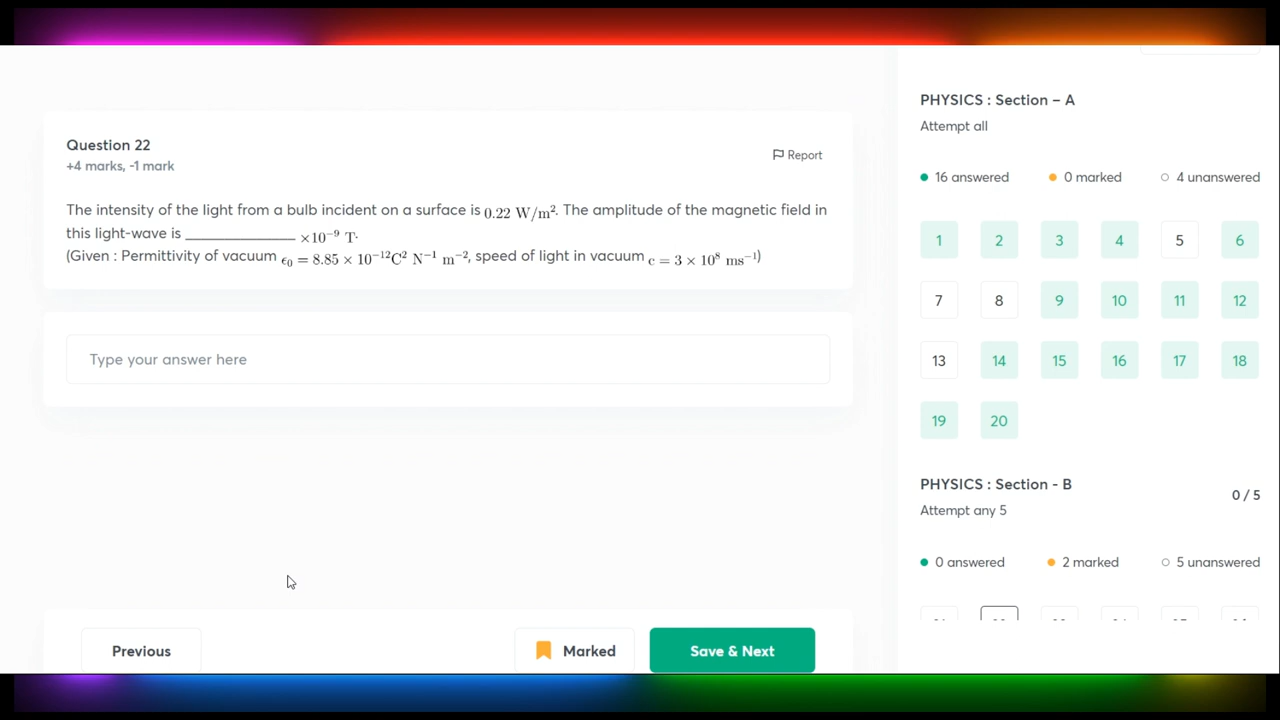 Question 22
+4 marks, -1 mark
Report
The intensity of the light from a bulb incident on a surface is 0.22 W/m². The amplitude of the magnetic field in
this light-wave is ______________ ×10⁻⁹ T.
(Given : Permittivity of vacuum ϵ₀ = 8.85 × 10⁻¹²C² N⁻¹ m⁻², speed of light in vacuum c = 3 × 10⁸ ms⁻¹)
Type your answer here
Previous
Marked
Save & Next
PHYSICS : Section – A
Attempt all
16 answered 0 marked 4 unanswered
1 2 3 4 5 6
7 8 9 10 11 12
13 14 15 16 17 18
19 20
PHYSICS : Section - B
0 / 5
Attempt any 5
0 answered 2 marked 5 unanswered